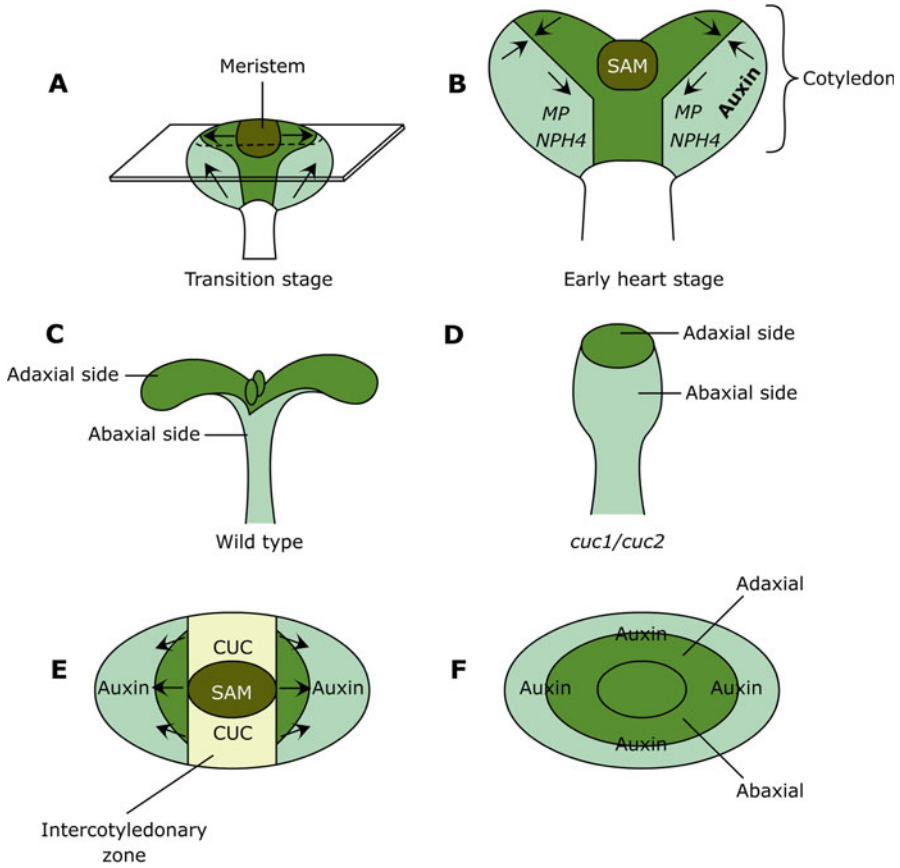 A
Meristem
Transition stage
B
SAM
MP
NPH4
MP
NPH4
Auxin
Cotyledon
Early heart stage
C
Adaxial side
Abaxial side
Wild type
D
Adaxial side
Abaxial side
cuc1/cuc2
E
CUC
Auxin
SAM
Auxin
CUC
Intercotyledonary
zone
F
Adaxial
Auxin
Auxin
Auxin
Auxin
Abaxial